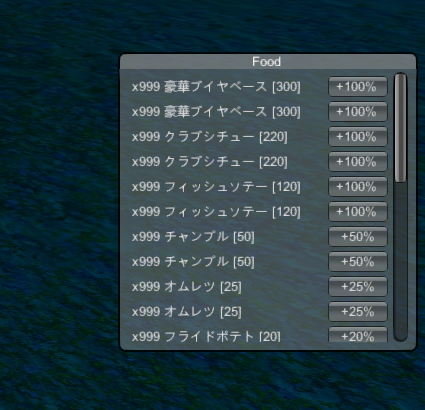 Food
x999 豪華ブイヤベース [300] +100%
x999 豪華ブイヤベース [300] +100%
x999 クラブシチュー [220] +100%
x999 クラブシチュー [220] +100%
x999 フィッシュソテー [120] +100%
x999 フィッシュソテー [120] +100%
x999 チャンプル [50] +50%
x999 チャンプル [50] +50%
x999 オムレツ [25] +25%
x999 オムレツ [25] +25%
x999 フライドポテト [20] +20%